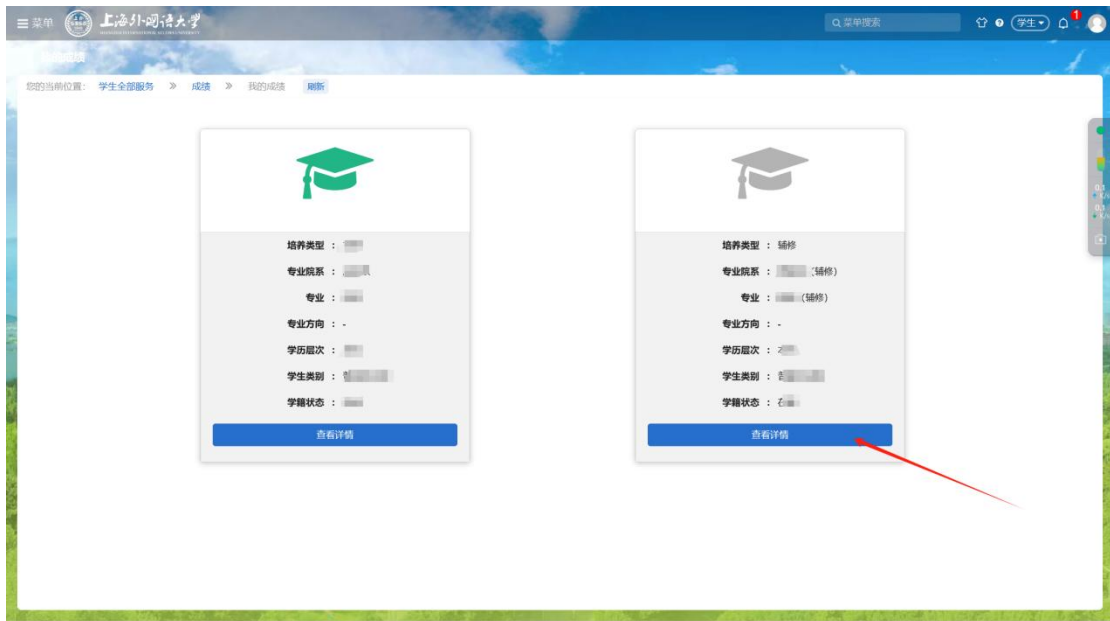 菜单 上海外国语大学 菜单搜索 学生 1
您的当前位置: 学生全部服务 》 成绩 》 我的成绩 刷新
培养类型 :
专业院系 :
专业 :
专业方向 : -
学历层次 :
学生类别 :
学籍状态 :
查看详情
培养类型 : 辅修
专业院系 : (辅修)
专业 : (辅修)
专业方向 : -
学历层次 :
学生类别 :
学籍状态 :
查看详情